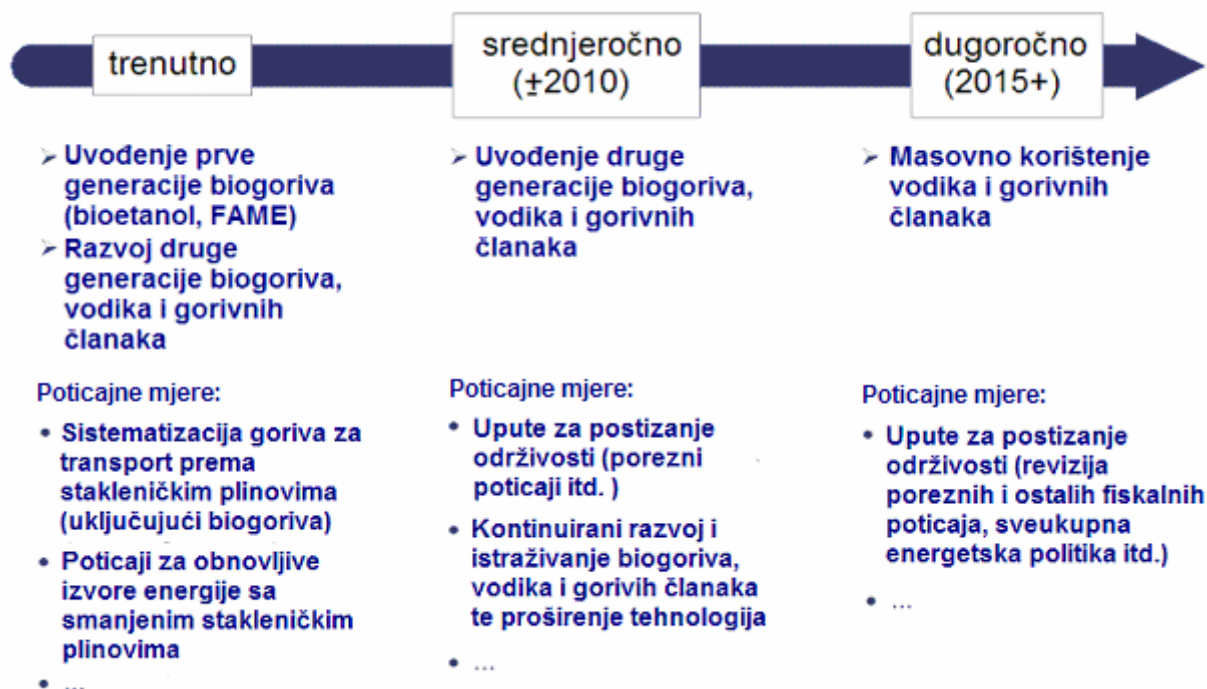 trenutno
srednjeročno
(±2010)
dugoročno
(2015+)
➢ Uvođenje prve
generacije biogoriva
(bioetanol, FAME)
➢ Razvoj druge
generacije biogoriva,
vodika i gorivnih
članaka
Poticajne mjere:
• Sistematizacija goriva za
transport prema
stakleničkim plinovima
(uključujući biogoriva)
• Poticaji za obnovljive
izvore energije sa
smanjenim stakleničkim
plinovima
• ...
➢ Uvođenje druge
generacije biogoriva,
vodika i gorivnih
članaka
Poticajne mjere:
• Upute za postizanje
održivosti (porezni
poticaji itd. )
• Kontinuirani razvoj i
istraživanje biogoriva,
vodika i gorivih članaka
te proširenje tehnologija
• ...
➢ Masovno korištenje
vodika i gorivnih
članaka
Poticajne mjere:
• Upute za postizanje
održivosti (revizija
poreznih i ostalih fiskalnih
poticaja, sveukupna
energetska politika itd.)
• ...